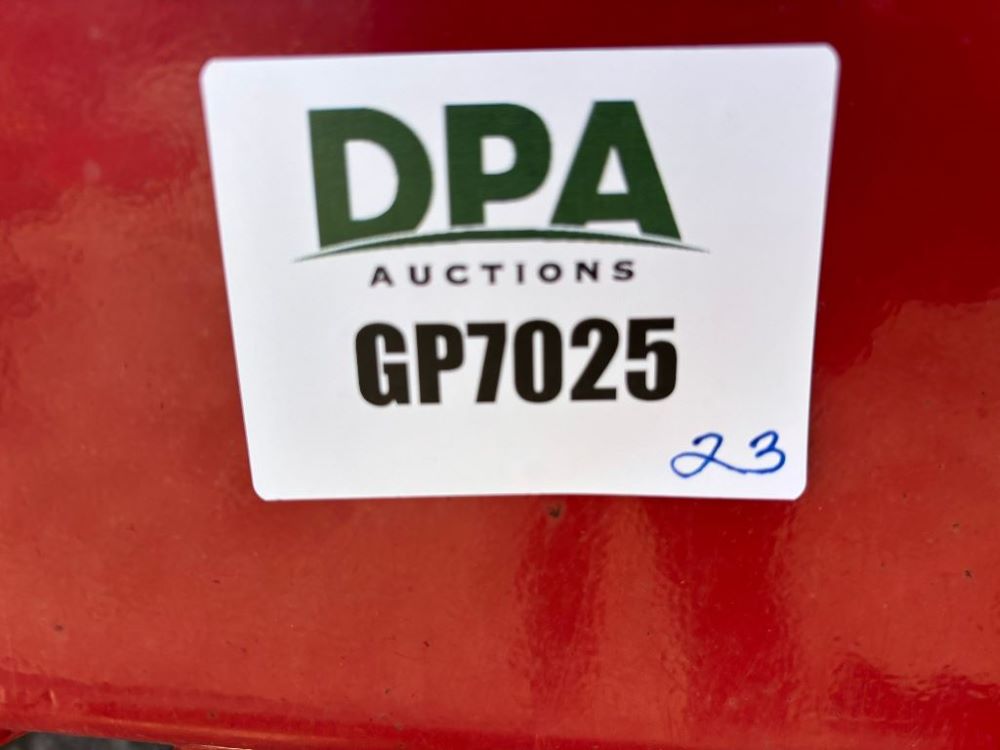 DPA
AUCTIONS
GP7025
23